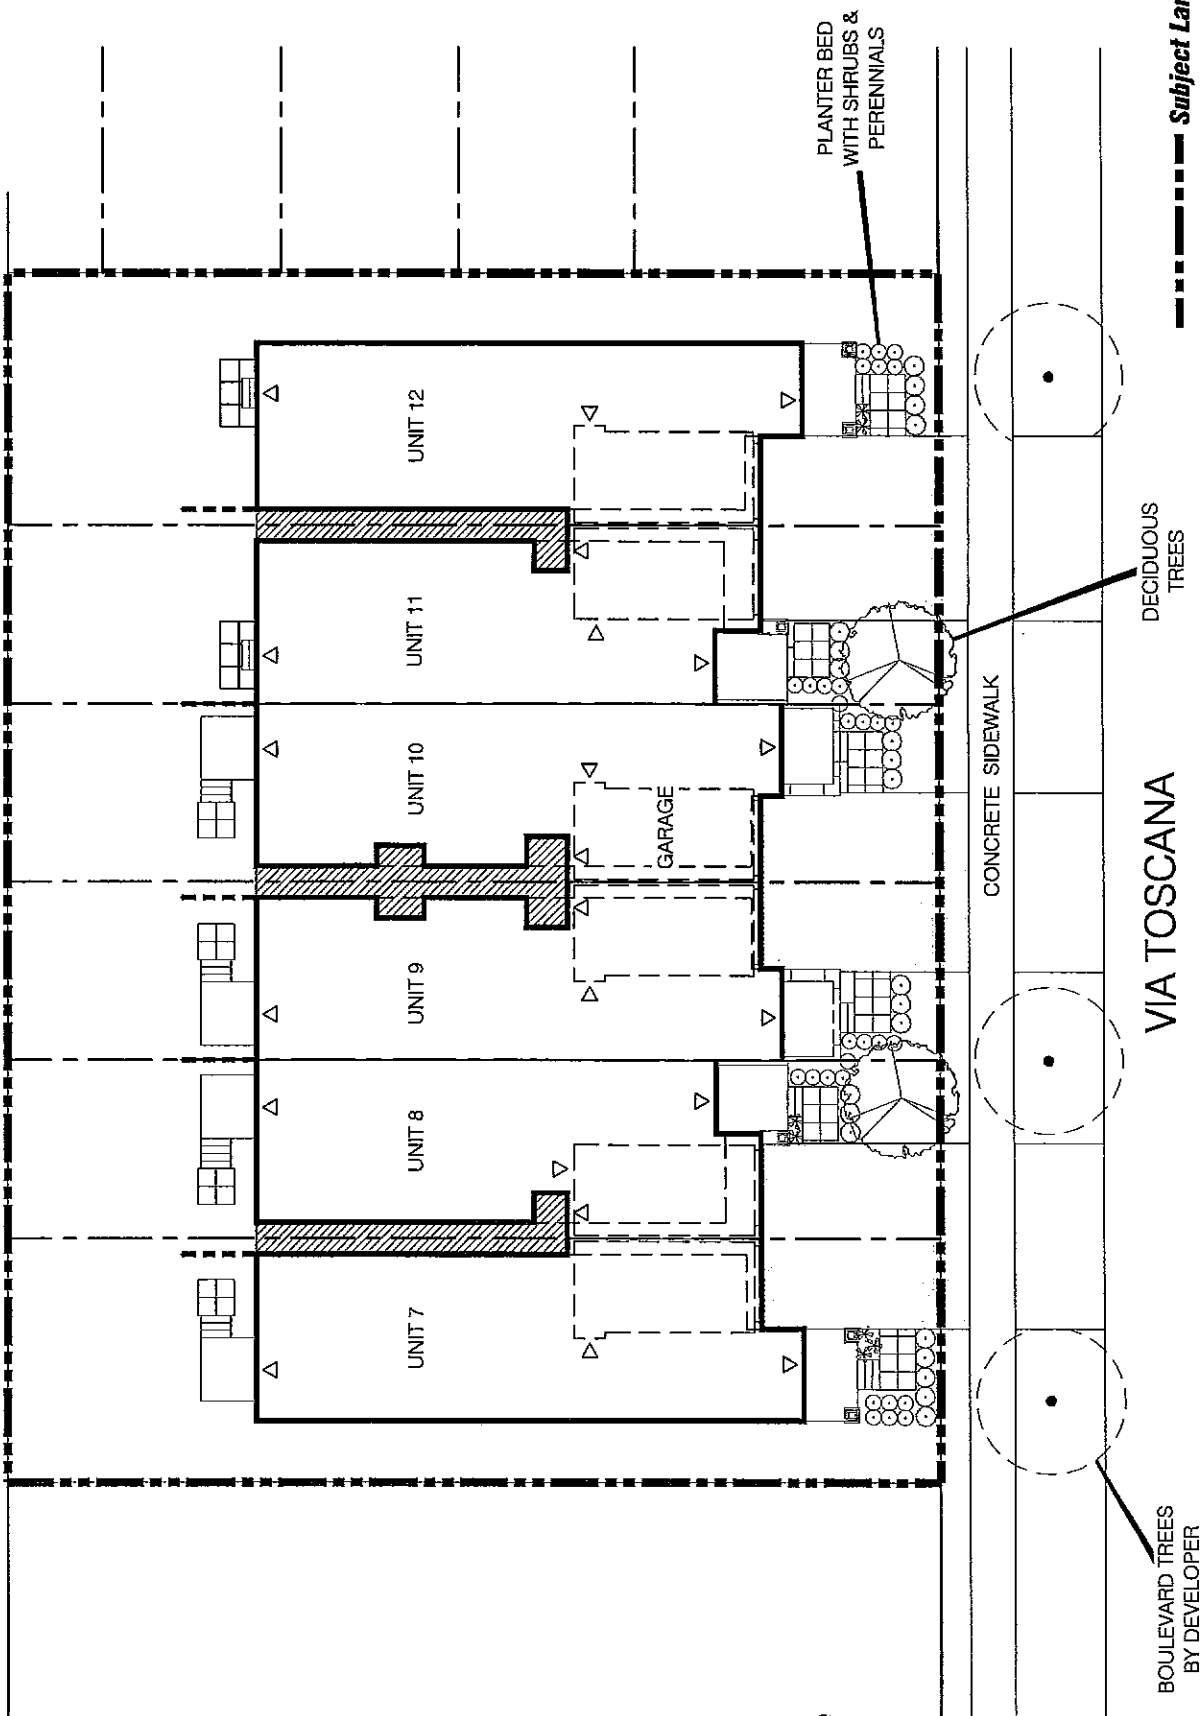 PLANTER BED
WITH SHRUBS &
PERENNIALS
UNIT 12
UNIT 11
UNIT 10
UNIT 9
UNIT 8
UNIT 7
GARAGE
CONCRETE SIDEWALK
DECIDUOUS
TREES
VIA TOSCANA
BOULEVARD TREES
BY DEVELOPER
Subject